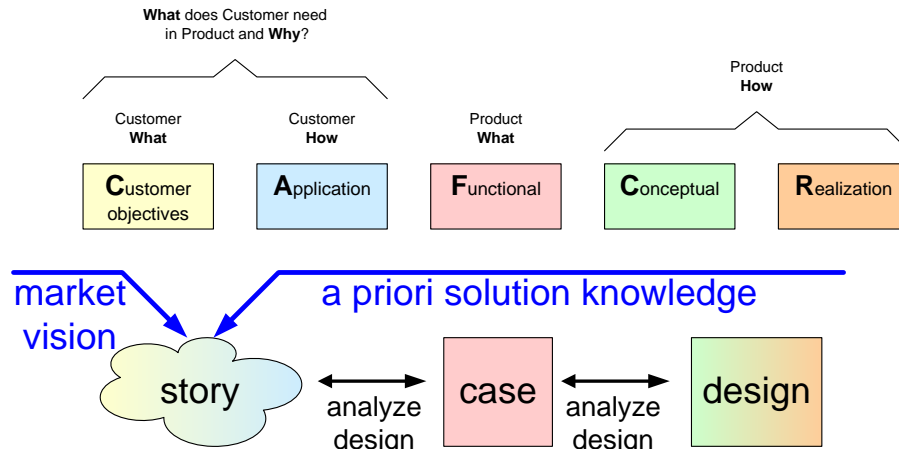 What does Customer need
in Product and Why?
Product
How
Customer
What
Customer
How
Product
What
Customer
objectives
Application
Functional
Conceptual
Realization
market
vision
a priori solution knowledge
story
case
design
analyze
design
analyze
design